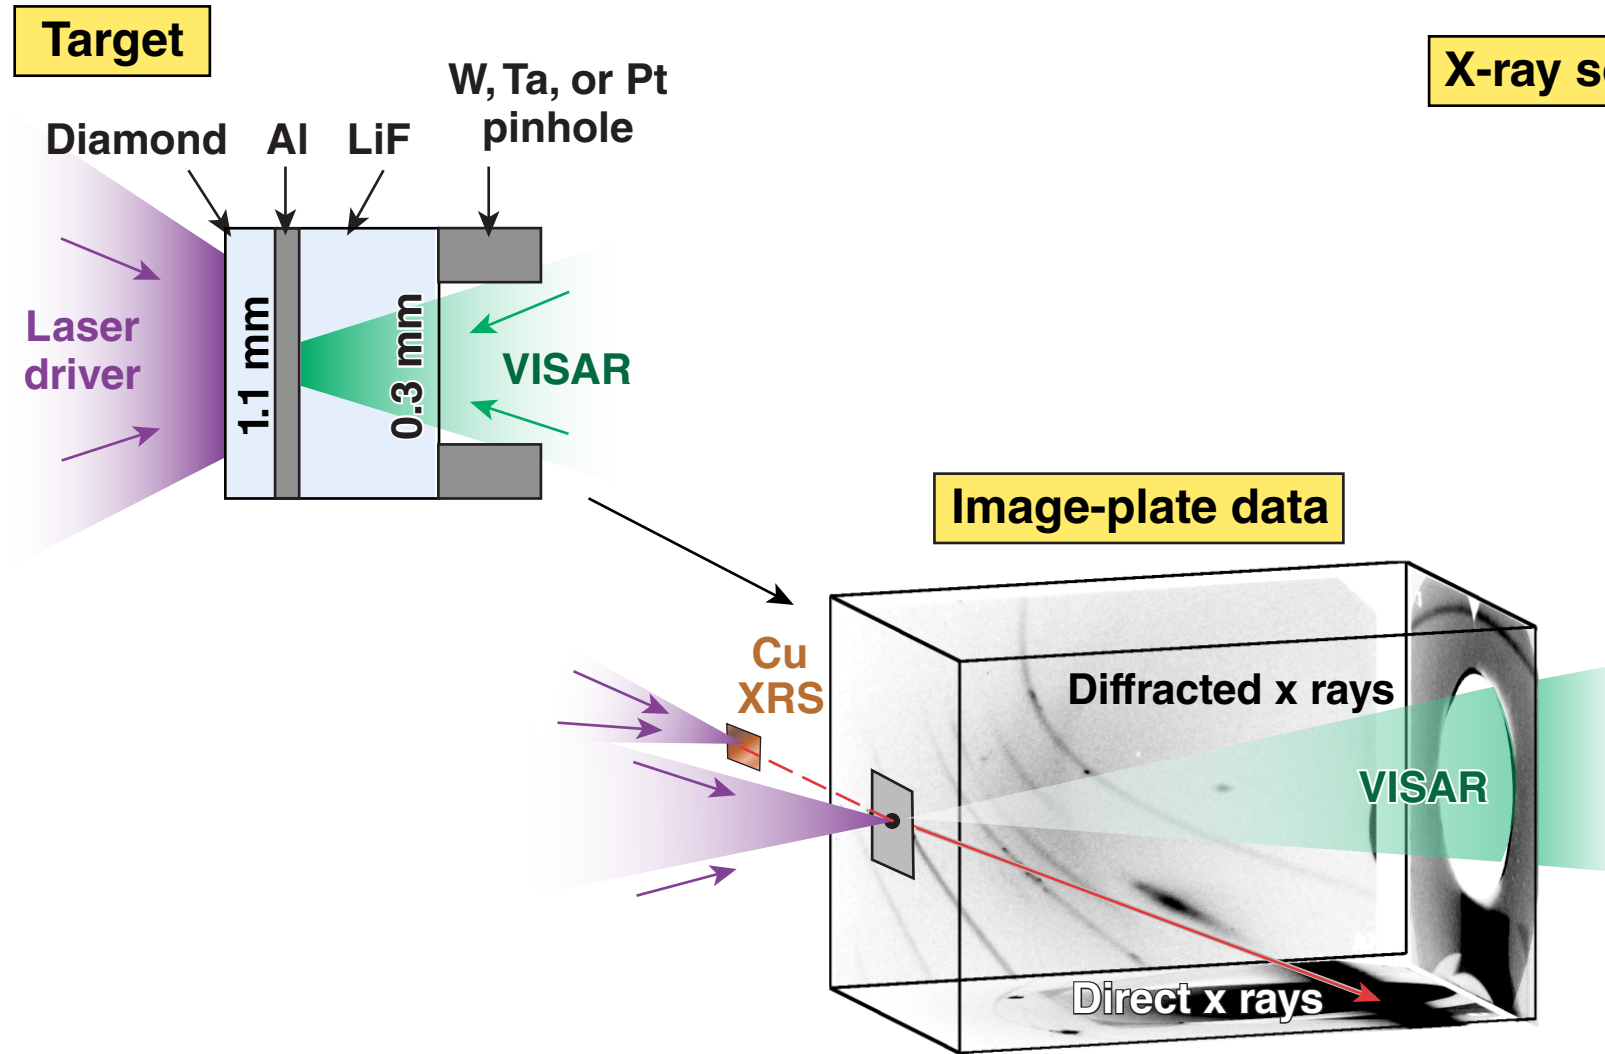 Target
X-ray
W, Ta, or Pt
pinhole
Diamond
Al
LiF
Laser
driver
1.1 mm
0.3 mm
VISAR
Image-plate data
Cu
XRS
Diffracted x rays
VISAR
Direct x rays